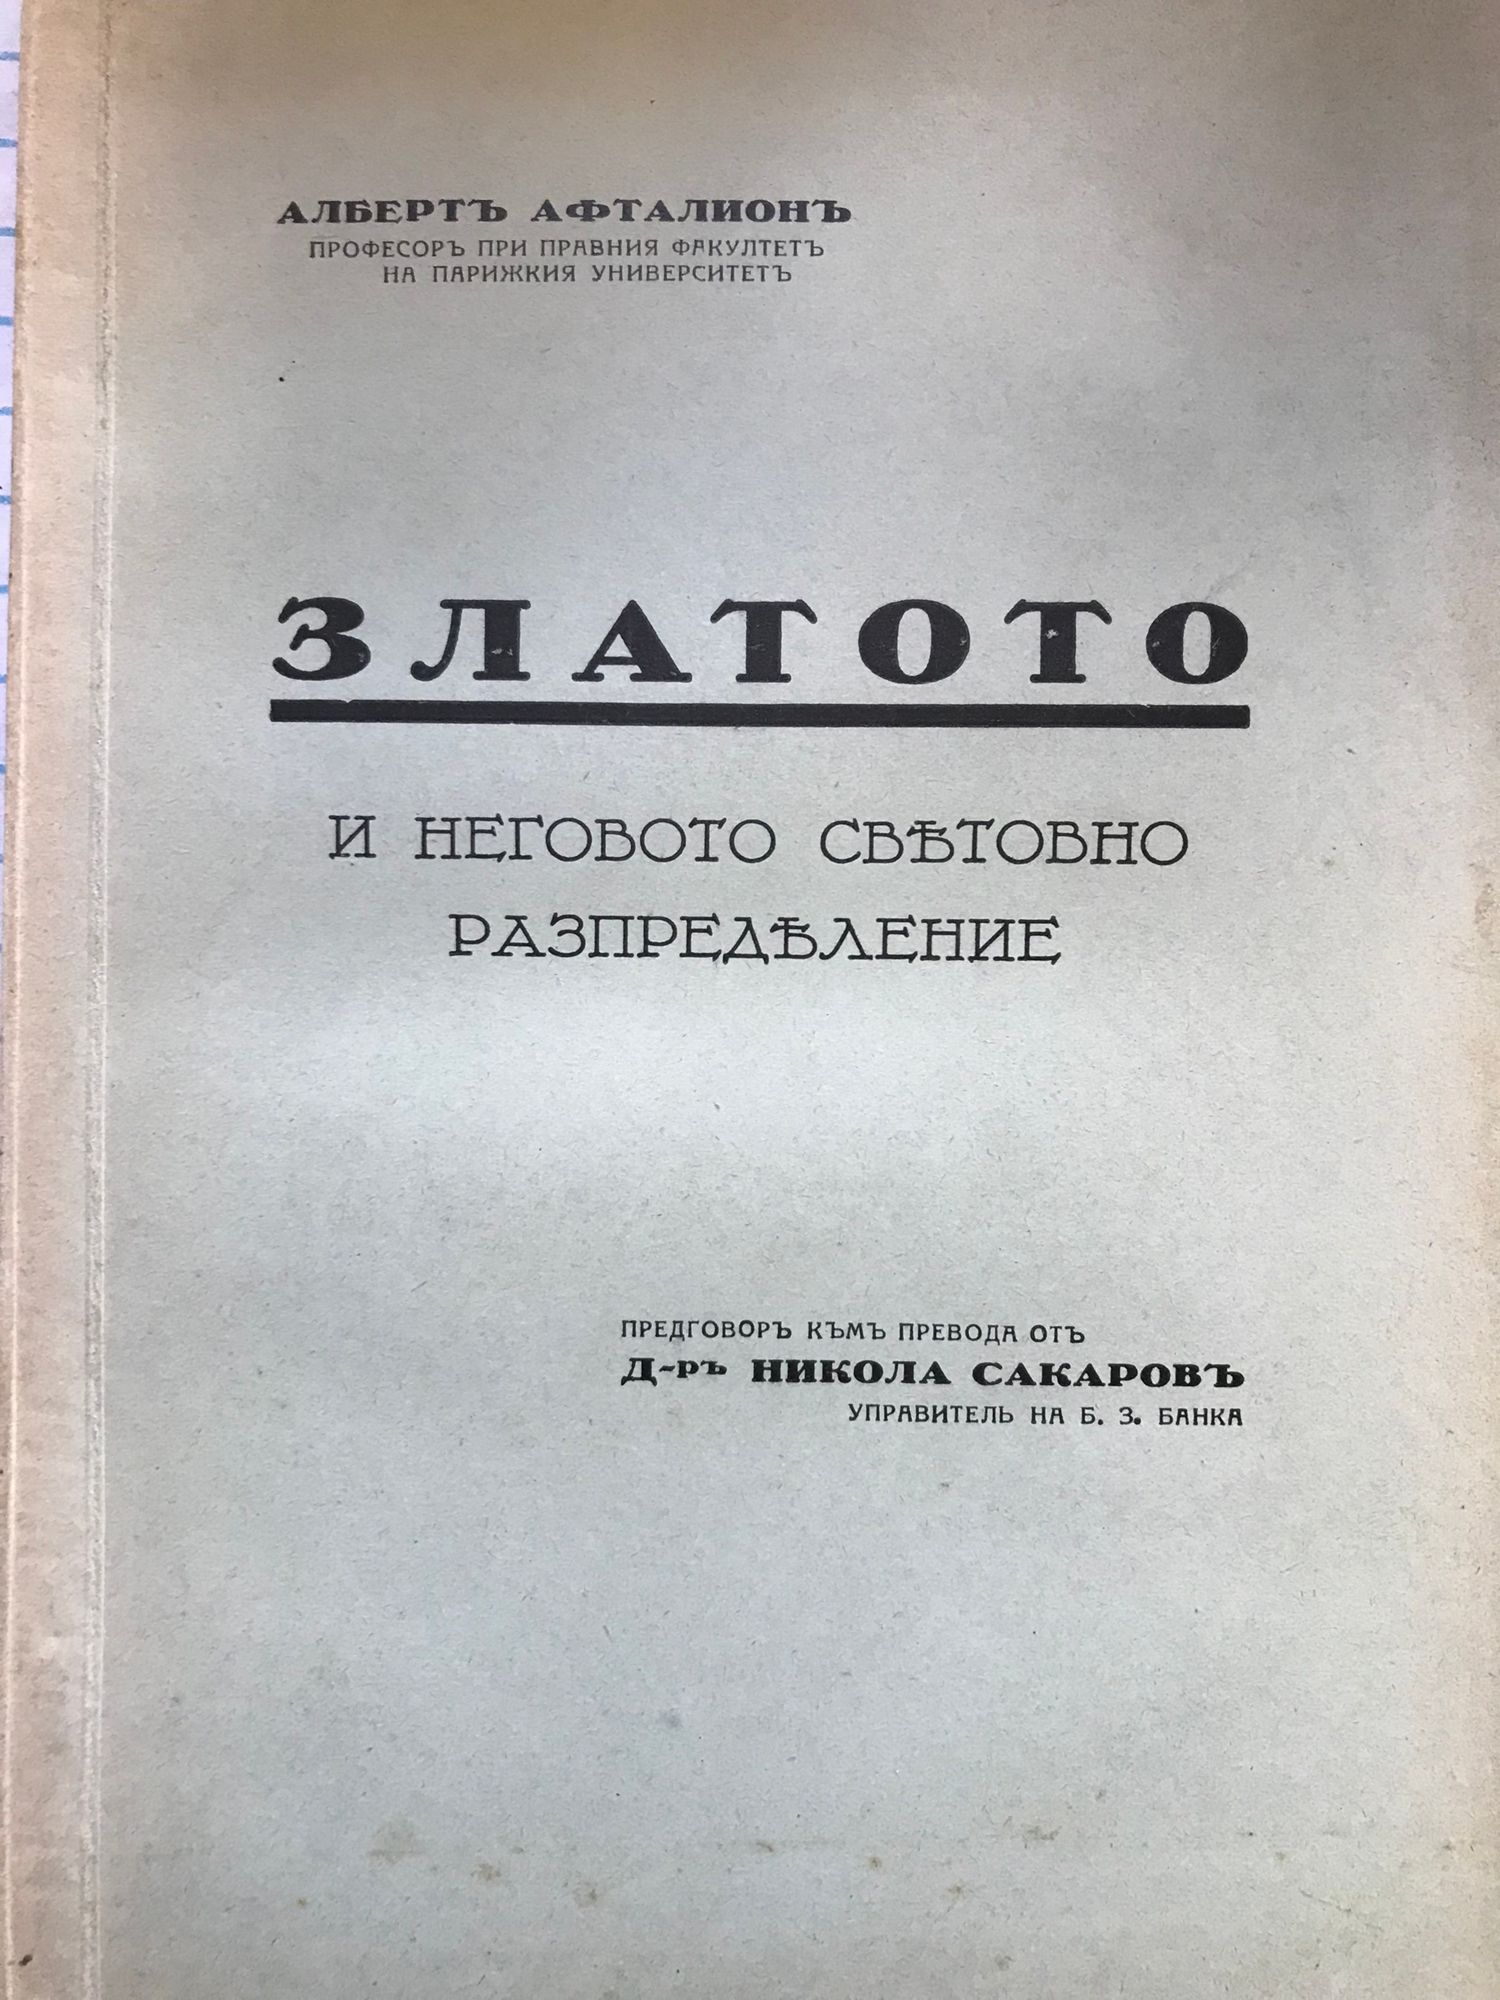 АЛБЕРТЪ АФТАЛИОНЪ
ПРОФЕСОРЪ ПРИ ПРАВНИЯ ФАКУЛТЕТЪ
НА ПАРИЖКИЯ УНИВЕРСИТЕТЪ
ЗЛАТОТО
И НЕГОВОТО СВѢТОВНО
РАЗПРЕДѢЛЕНИЕ
ПРЕДГОВОРЪ КЪМЪ ПРЕВОДА ОТЪ
Д-РЪ НИКОЛА САКАРОВЪ
УПРАВИТЕЛЬ НА Б. З. БАНКА